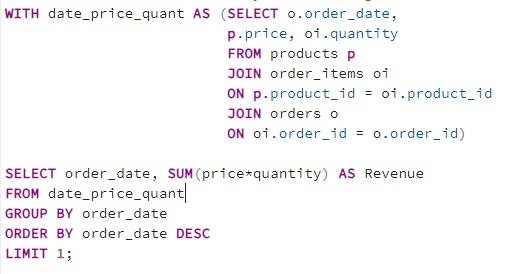 WITH date_price_quant AS (SELECT o.order_date,
p.price, oi.quantity
FROM products p
JOIN order_items oi
ON p.product_id = oi.product_id
JOIN orders o
ON oi.order_id = o.order_id)
SELECT order_date, SUM(price*quantity) AS Revenue
FROM date_price_quant
GROUP BY order_date
ORDER BY order_date DESC
LIMIT 1;